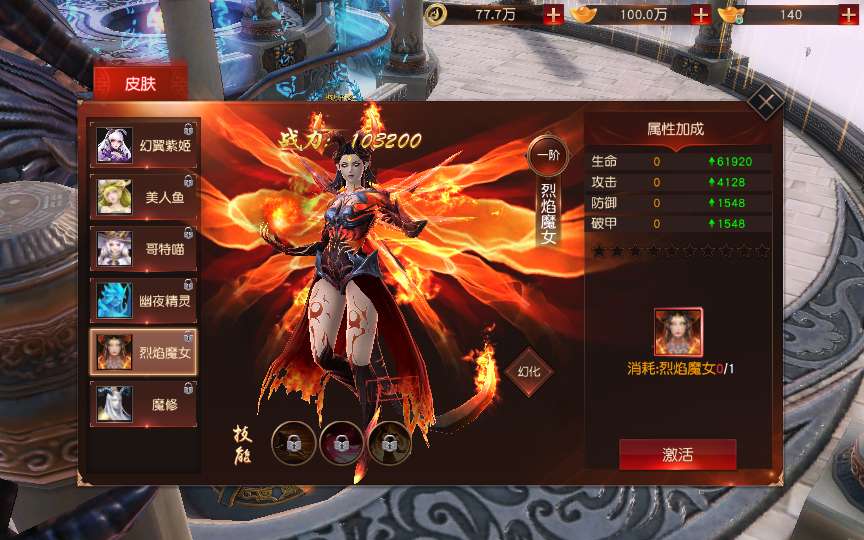 77.7万
100.0万
140
皮肤
幻翼紫姬
美人鱼
哥特喵
幽夜精灵
烈焰魔女
魔修
战力：103200
一阶
烈焰魔女
幻化
技能
属性加成
生命 0 61920
攻击 0 4128
防御 0 1548
破甲 0 1548
消耗:烈焰魔女0/1
激活